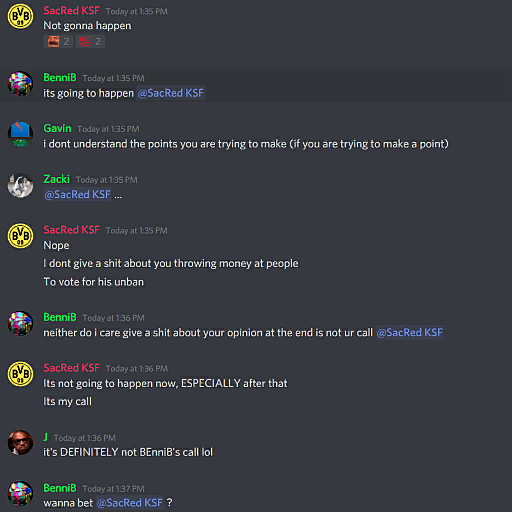 SacRed KSF Today at 1:35 PM
Not gonna happen
2 2
BenniB Today at 1:35 PM
its going to happen @SacRed KSF
Gavin Today at 1:35 PM
i dont understand the points you are trying to make (if you are trying to make a point)
Zacki Today at 1:35 PM
@SacRed KSF ...
SacRed KSF Today at 1:35 PM
Nope
I dont give a shit about you throwing money at people
To vote for his unban
BenniB Today at 1:36 PM
neither do i care give a shit about your opinion at the end is not ur call @SacRed KSF
SacRed KSF Today at 1:36 PM
Its not going to happen now, ESPECIALLY after that
Its my call
J Today at 1:36 PM
it's DEFINITELY not BEnniB's call lol
BenniB Today at 1:37 PM
wanna bet @SacRed KSF ?